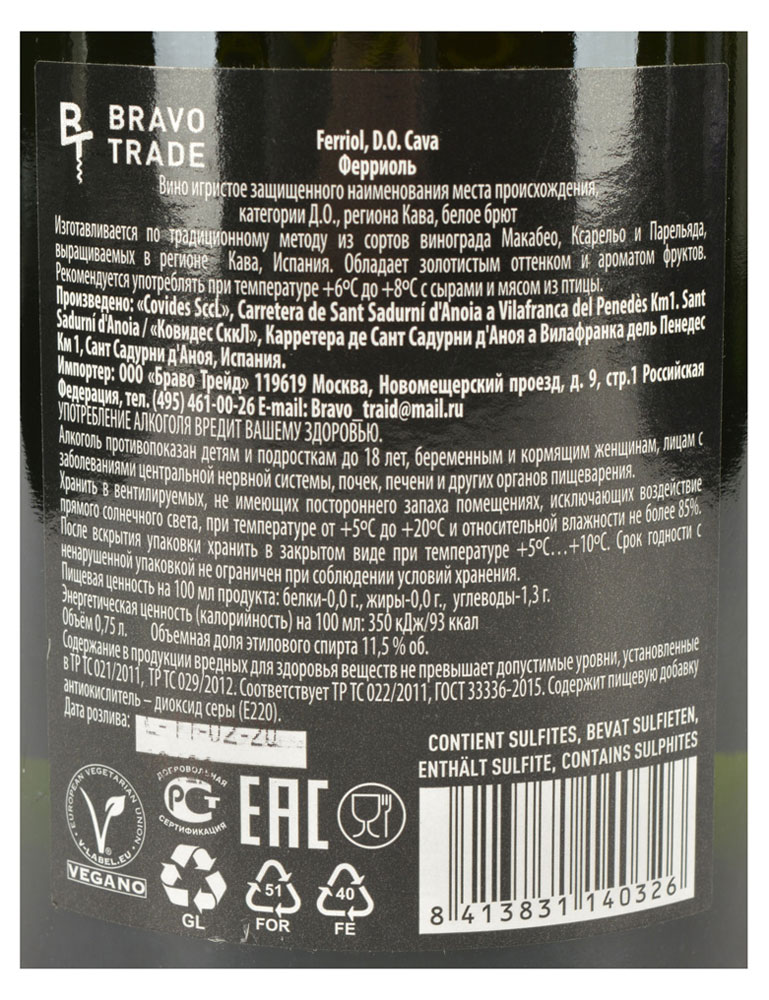 BRAVO
TRADE
Ferriol, D.O. Cava
Ферриоль
Вино игристое защищенного наименования места происхождения,
категории Д.О., региона Кава, белое брют
Изготавливается по традиционному методу из сортов винограда Макабео, Ксарельо и Парельяда,
выращиваемых в регионе Кава, Испания. Обладает золотистым оттенком и ароматом фруктов.
Рекомендуется употреблять при температуре +6ºC до +8ºC с сырами и мясом из птицы.
Произведено: «Covides SccL», Carretera de Sant Sadurní d'Anoia a Vilafranca del Penedès Km1. Sant
Sadurní d'Anoia / «Ковидес СккЛ», Карретера де Сант Садурни д'Аноя а Вилафранка дель Пенедес
Км 1, Сант Садурни д'Аноя, Испания.
Импортер: ООО «Браво Трейд» 119619 Москва, Новомещерский проезд, д. 9, стр.1 Российская
Федерация, тел. (495) 461-00-26 E-mail: Bravo_traid@mail.ru
УПОТРЕБЛЕНИЕ АЛКОГОЛЯ ВРЕДИТ ВАШЕМУ ЗДОРОВЬЮ.
Алкоголь противопоказан детям и подросткам до 18 лет, беременным и кормящим женщинам, лицам с
заболеваниями центральной нервной системы, почек, печени и других органов пищеварения.
Хранить в вентилируемых, не имеющих постороннего запаха помещениях, исключающих воздействие
прямого солнечного света, при температуре от +5ºC до +20ºC и относительной влажности не более 85%.
После вскрытия упаковки хранить в закрытом виде при температуре +5ºC...+10ºC. Срок годности с
ненарушенной упаковкой не ограничен при соблюдении условий хранения.
Пищевая ценность на 100 мл продукта: белки-0,0 г., жиры-0,0 г., углеводы-1,3 г.
Энергетическая ценность (калорийность) на 100 мл: 350 кДж/93 ккал
Объём 0,75 л. Объемная доля этилового спирта 11,5 % об.
Содержание в продукции вредных для здоровья веществ не превышает допустимые уровни, установленные
в ТР ТС 021/2011, ТР ТС 029/2012. Соответствует ТР ТС 022/2011, ГОСТ 33336-2015. Содержит пищевую добавку
антиокислитель – диоксид серы (E220).
Дата розлива:
CONTIENT SULFITES, BEVAT SULFIETEN,
ENTHÄLT SULFITE, CONTAINS SULPHITES
EUROPEAN VEGETARIAN UNION
V-LABEL.EU
VEGANO
ДОБРОВОЛЬНАЯ
РСТ
СЕРТИФИКАЦИЯ
EAC
GL
51
FOR
40
FE
8 413831 140326